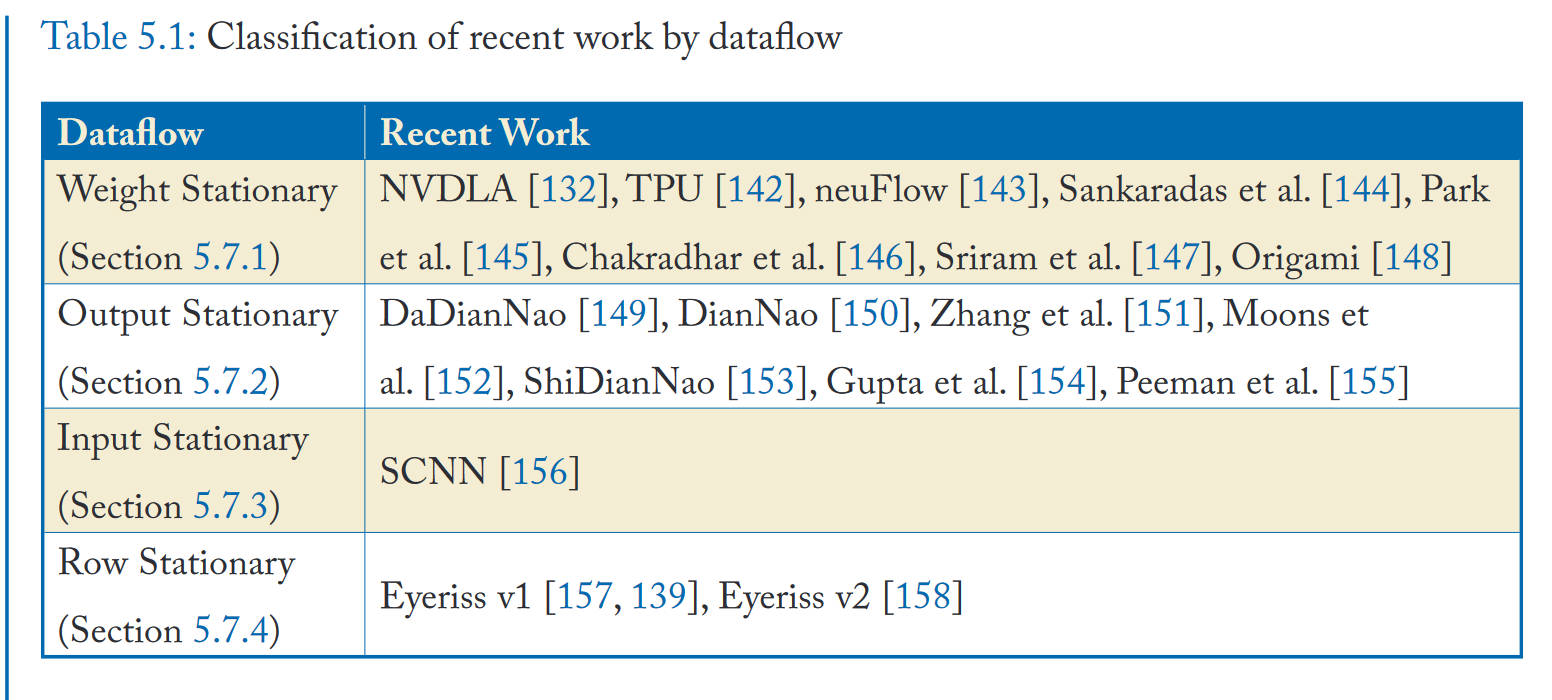 Table 5.1: Classification of recent work by dataflow
Dataflow
Recent Work
Weight Stationary
(Section 5.7.1)
NVDLA [132], TPU [142], neuFlow [143], Sankaradas et al. [144], Park
et al. [145], Chakradhar et al. [146], Sriram et al. [147], Origami [148]
Output Stationary
(Section 5.7.2)
DaDianNao [149], DianNao [150], Zhang et al. [151], Moons et
al. [152], ShiDianNao [153], Gupta et al. [154], Peeman et al. [155]
Input Stationary
(Section 5.7.3)
SCNN [156]
Row Stationary
(Section 5.7.4)
Eyeriss v1 [157, 139], Eyeriss v2 [158]